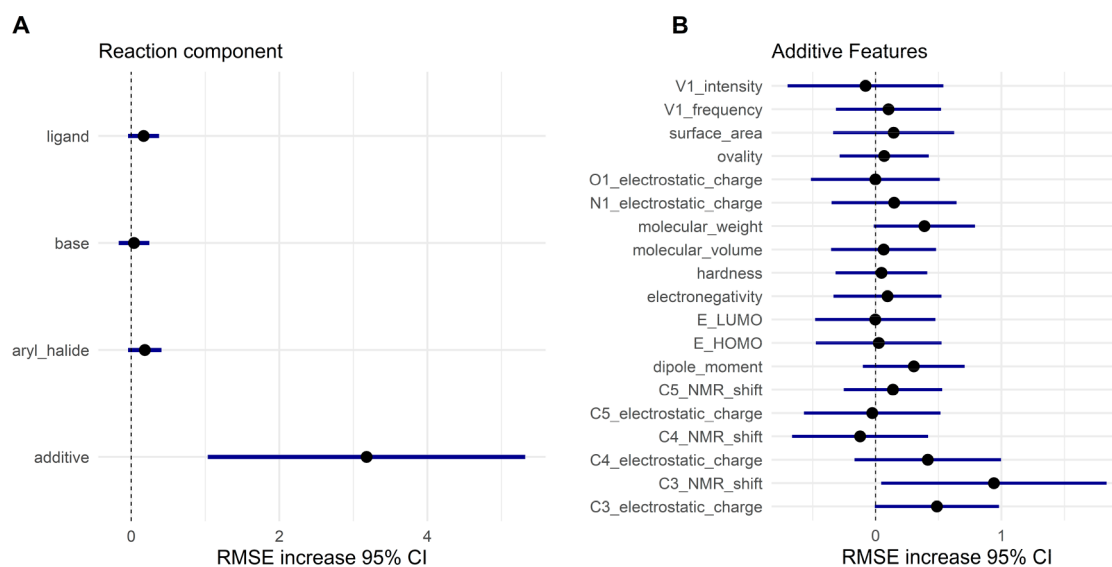 A
Reaction component
ligand
base
aryl_halide
additive
0 2 4
RMSE increase 95% CI
B
Additive Features
V1_intensity
V1_frequency
surface_area
ovality
O1_electrostatic_charge
N1_electrostatic_charge
molecular_weight
molecular_volume
hardness
electronegativity
E_LUMO
E_HOMO
dipole_moment
C5_NMR_shift
C5_electrostatic_charge
C4_NMR_shift
C4_electrostatic_charge
C3_NMR_shift
C3_electrostatic_charge
0 1
RMSE increase 95% CI